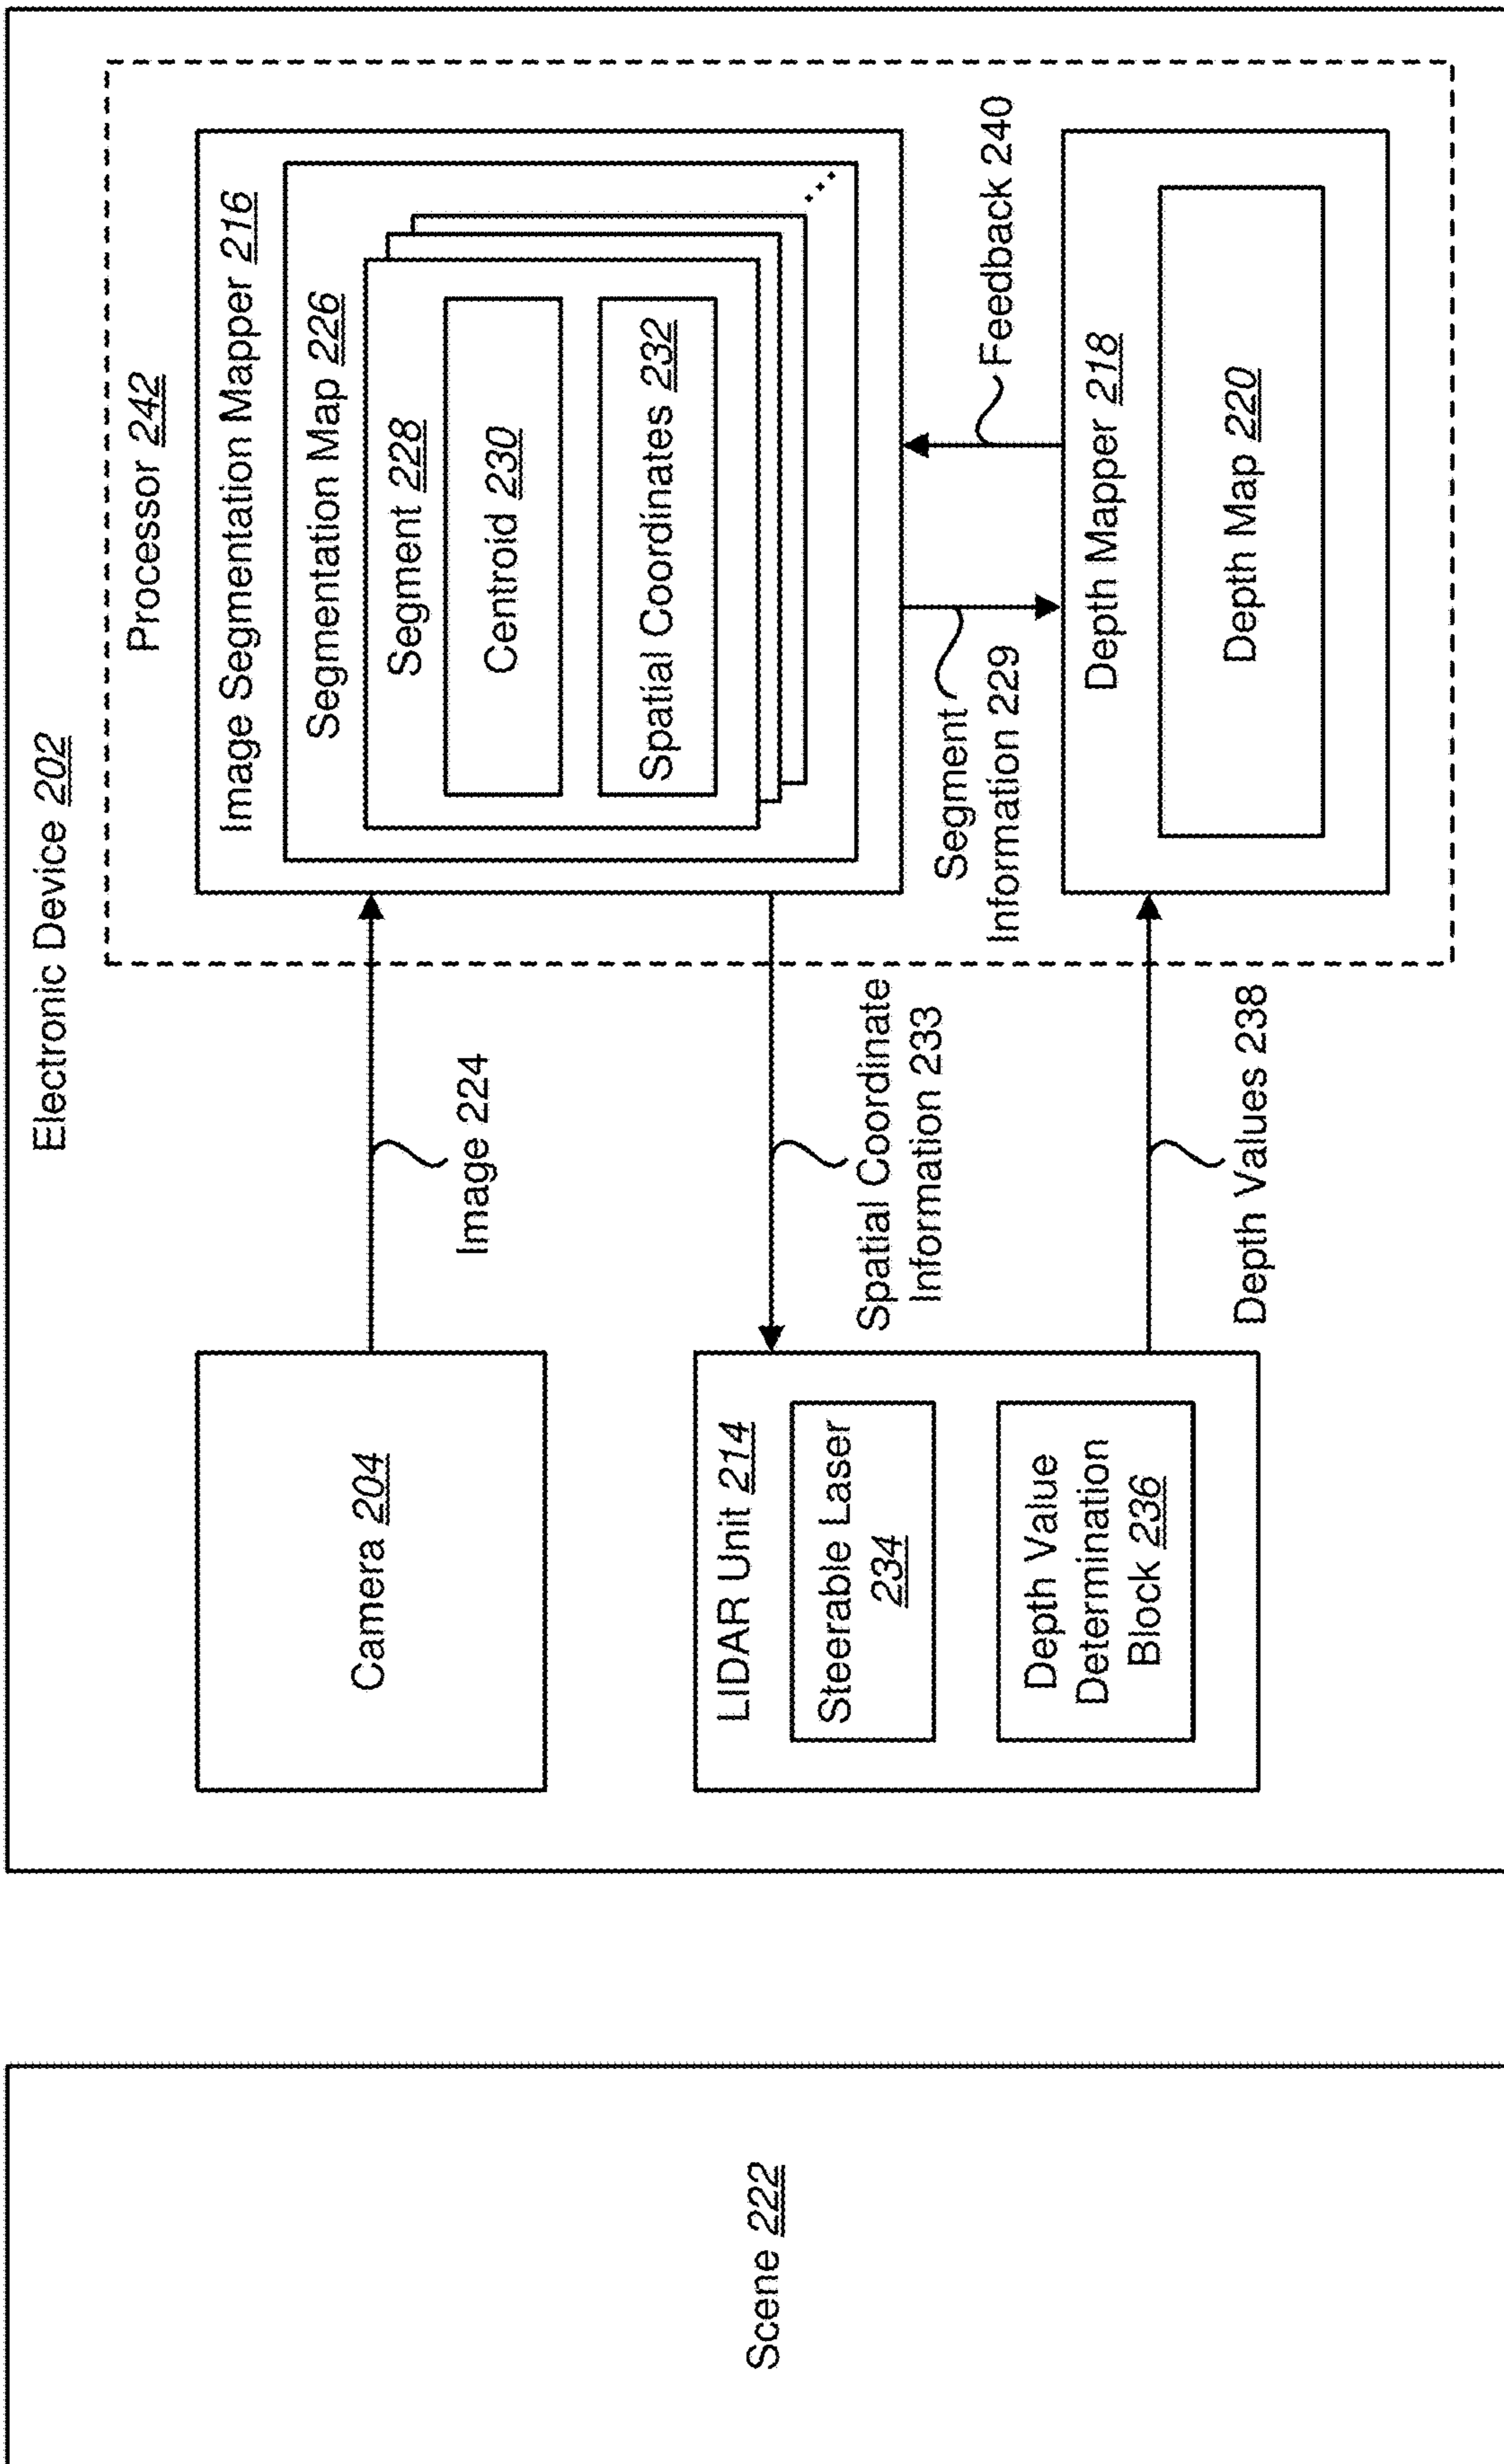 Electronic Device 202
Scene 222
Camera 204
Image 224
Processor 242
Image Segmentation Mapper 216
Segmentation Map 226
Segment 228
Centroid 230
Spatial Coordinates 232
LIDAR Unit 214
Steerable Laser
234
Depth Value
Determination
Block 236
Spatial Coordinate
Information 233
Depth Values 238
Segment
Information 229
Feedback 240
Depth Mapper 218
Depth Map 220